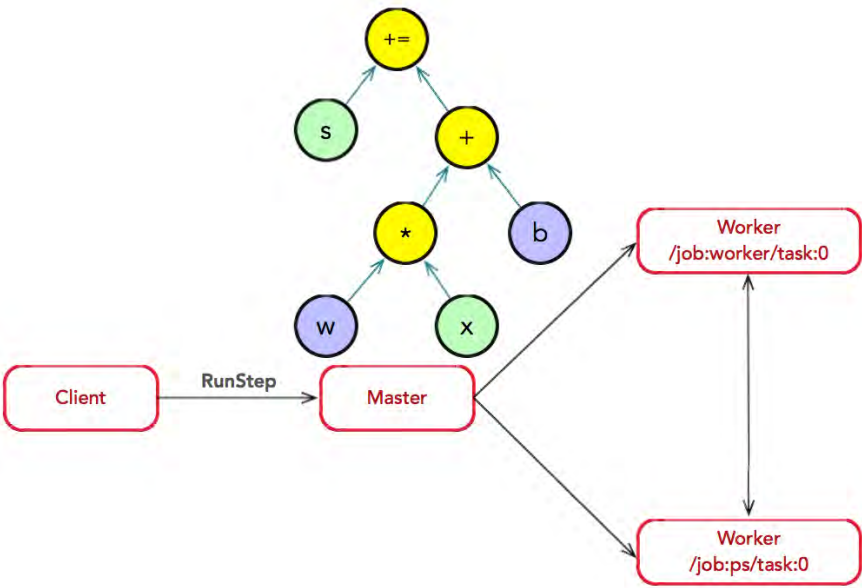 +=
s
+
*
b
w
x
Client
RunStep
Master
Worker
/job:worker/task:0
Worker
/job:ps/task:0